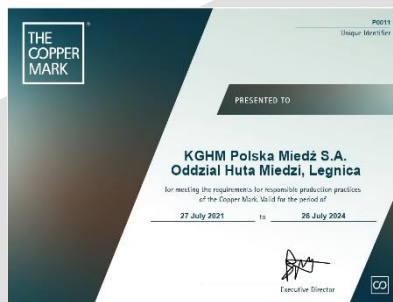 THE
COPPER
MARK
P0011
Unique Identifier
PRESENTED TO
KGHM Polska Miedź S.A.
Oddzial Huta Miedzi, Legnica
for meeting the requirements for responsible production practices
of the Copper Mark. Valid for the period of
27 July 2021 to 26 July 2024
Executive Director